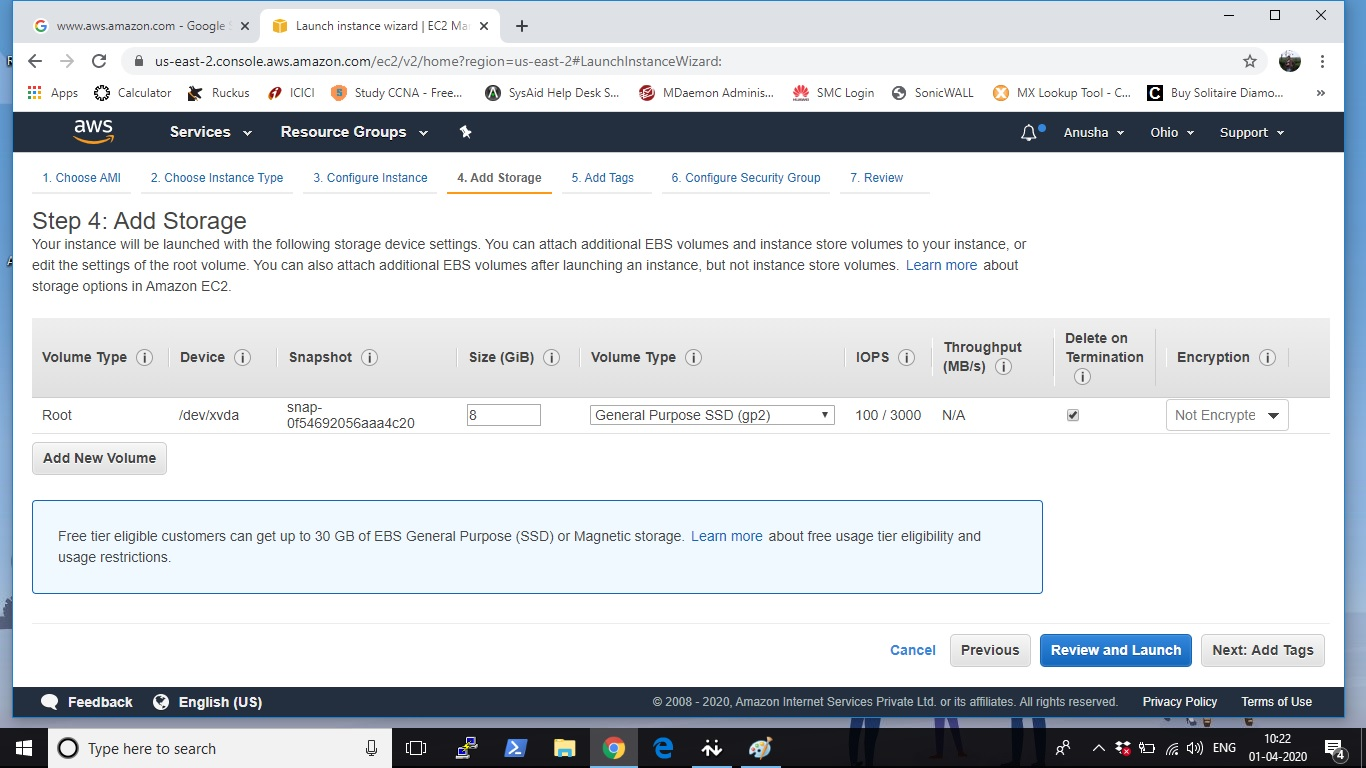 www.aws.amazon.com - Google
Launch instance wizard | EC2 Ma
us-east-2.console.aws.amazon.com/ec2/v2/home?region=us-east-2#LaunchInstanceWizard:
Apps Calculator Ruckus ICICI Study CCNA - Free... SysAid Help Desk S... MDaemon Adminis... SMC Login SonicWALL MX Lookup Tool - C... Buy Solitaire Diamo... »
aws Services Resource Groups Anusha Ohio Support
1. Choose AMI 2. Choose Instance Type 3. Configure Instance 4. Add Storage 5. Add Tags 6. Configure Security Group 7. Review
Step 4: Add Storage
Your instance will be launched with the following storage device settings. You can attach additional EBS volumes and instance store volumes to your instance, or
edit the settings of the root volume. You can also attach additional EBS volumes after launching an instance, but not instance store volumes. Learn more about
storage options in Amazon EC2.
Volume Type i Device i Snapshot i Size (GiB) i Volume Type i IOPS i Throughput (MB/s) i Delete on Termination i Encryption i
Root /dev/xvda snap-0f54692056aaa4c20 8 General Purpose SSD (gp2) 100 / 3000 N/A Not Encrypte
Add New Volume
Free tier eligible customers can get up to 30 GB of EBS General Purpose (SSD) or Magnetic storage. Learn more about free usage tier eligibility and
usage restrictions.
Cancel Previous Review and Launch Next: Add Tags
Feedback English (US) © 2008 - 2020, Amazon Internet Services Private Ltd. or its affiliates. All rights reserved. Privacy Policy Terms of Use
Type here to search ENG 10:22
01-04-2020 4